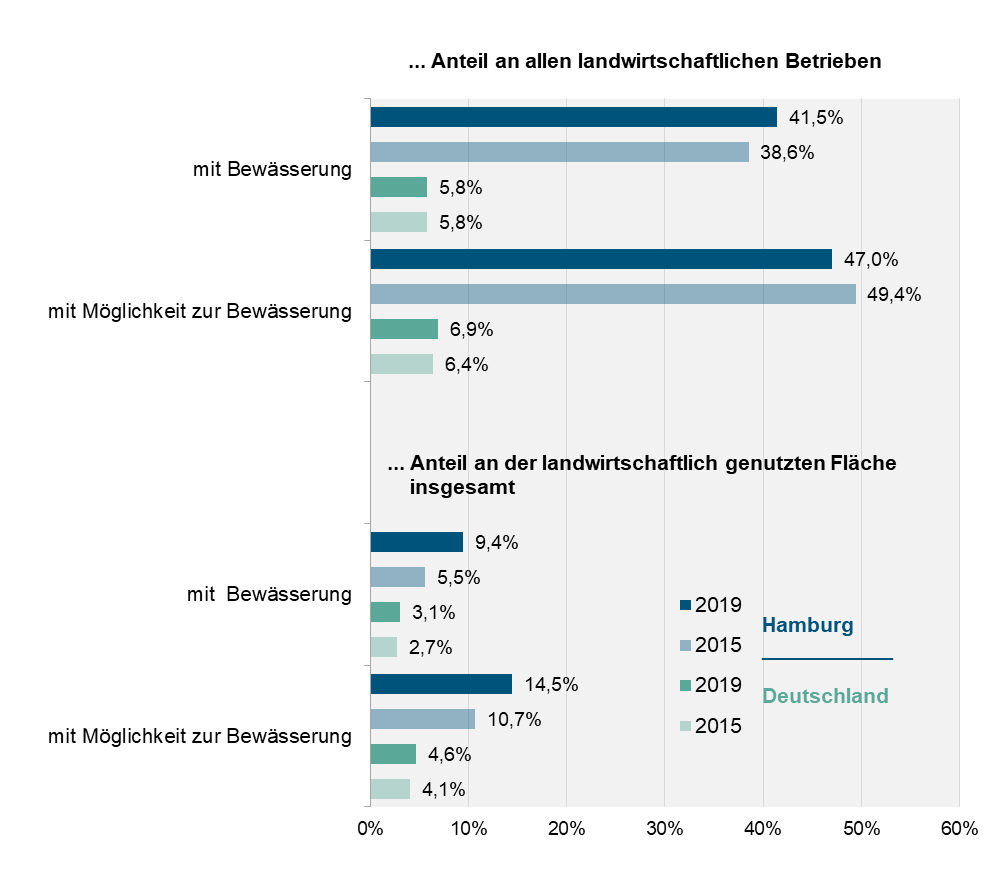 ... Anteil an allen landwirtschaftlichen Betrieben
mit Bewässerung
41,5%
38,6%
5,8%
5,8%
mit Möglichkeit zur Bewässerung
47,0%
49,4%
6,9%
6,4%
... Anteil an der landwirtschaftlich genutzten Fläche
insgesamt
mit  Bewässerung
9,4%
5,5%
3,1%
2,7%
mit Möglichkeit zur Bewässerung
14,5%
10,7%
4,6%
4,1%
2019
2015
Hamburg
2019
2015
Deutschland
0% 10% 20% 30% 40% 50% 60%